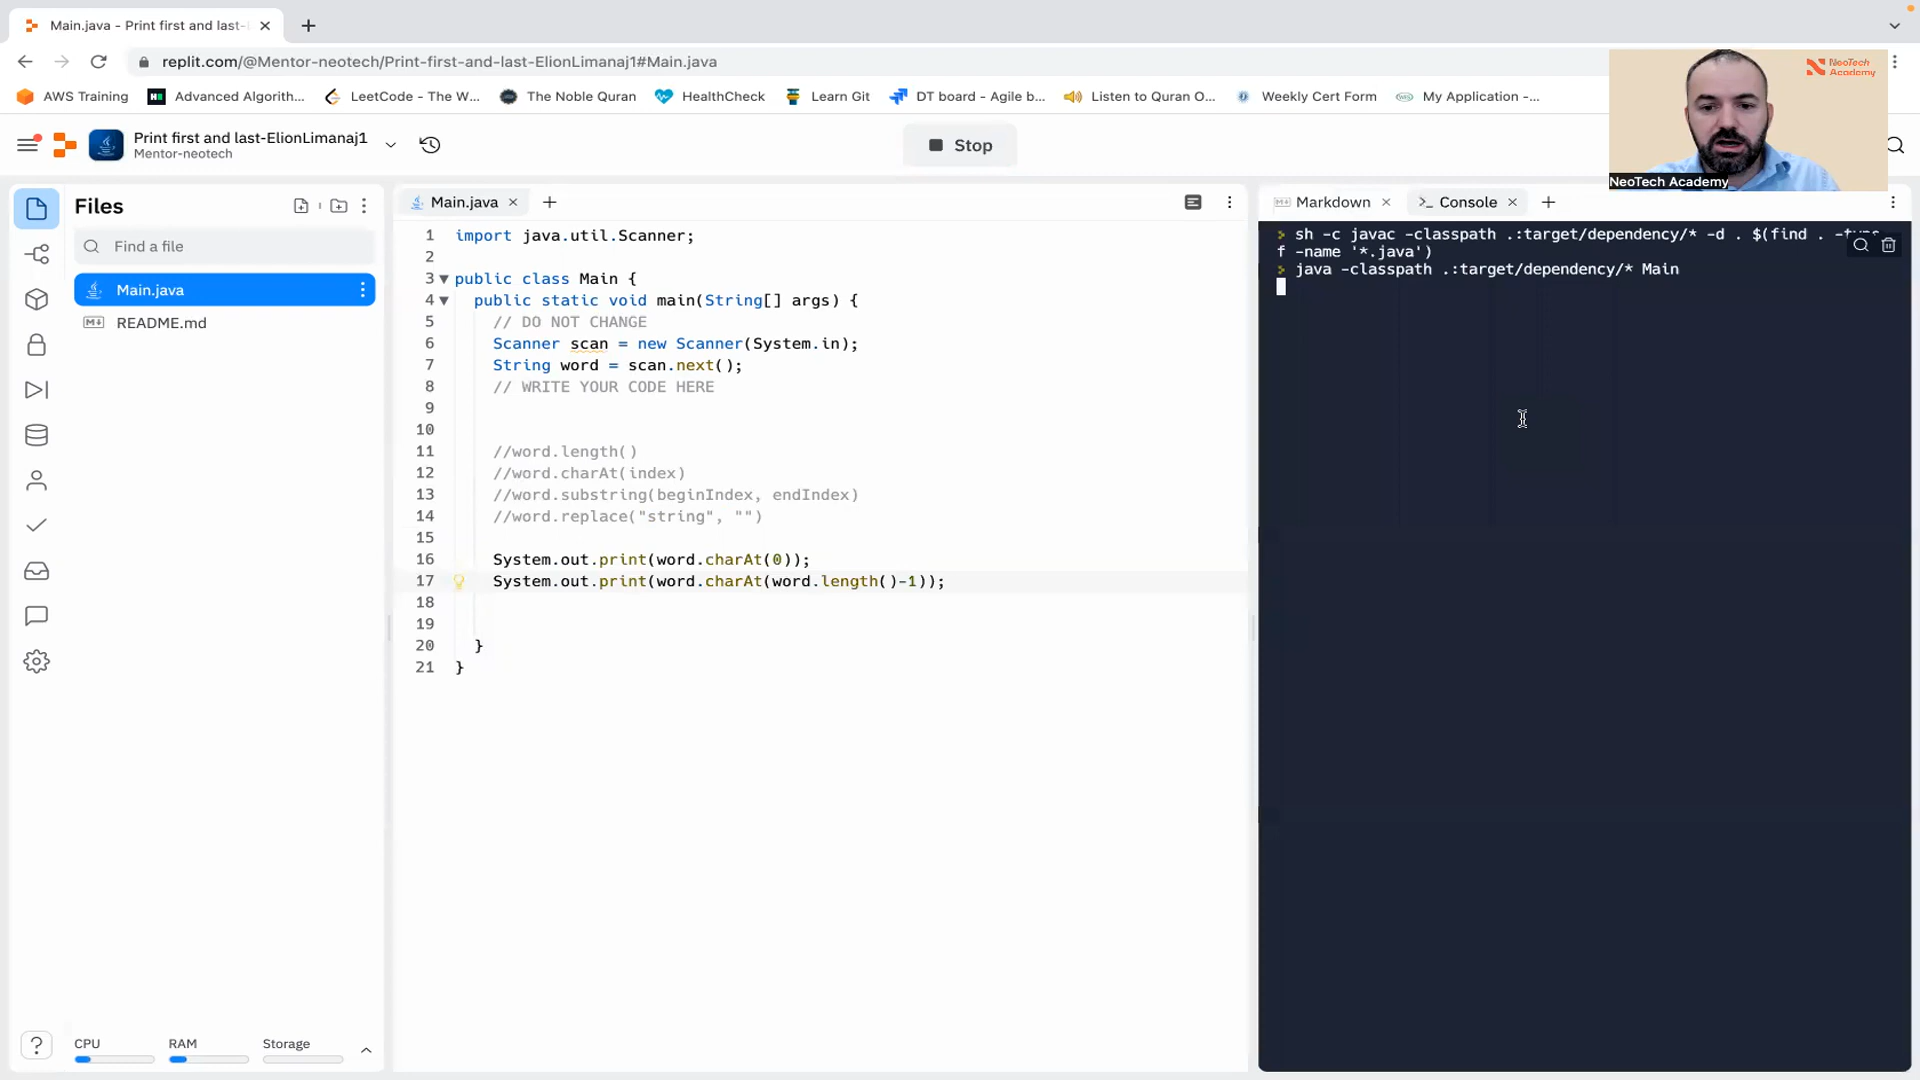 Main.java - Print first and last-
replit.com/@Mentor-neotech/Print-first-and-last-ElionLimanaj1#Main.java
AWS Training
Advanced Algorith...
LeetCode - The W...
The Noble Quran
HealthCheck
Learn Git
DT board - Agile b...
Listen to Quran O...
Weekly Cert Form
My Application -...
NeoTech
Academy
NeoTech Academy
Print first and last-ElionLimanaj1
Mentor-neotech
Stop
Files
Find a file
Main.java
README.md
CPU
RAM
Storage
Main.java
1 import java.util.Scanner;
2
3 public class Main {
4 public static void main(String[] args) {
5 // DO NOT CHANGE
6 Scanner scan = new Scanner(System.in);
7 String word = scan.next();
8 // WRITE YOUR CODE HERE
9
10
11 //word.length()
12 //word.charAt(index)
13 //word.substring(beginIndex, endIndex)
14 //word.replace("string", "")
15
16 System.out.print(word.charAt(0));
17 System.out.print(word.charAt(word.length()-1));
18
19
20 }
21 }
Markdown
>_ Console
sh -c javac -classpath .:target/dependency/* -d . $(find . -type
f -name '*.java')
java -classpath .:target/dependency/* Main